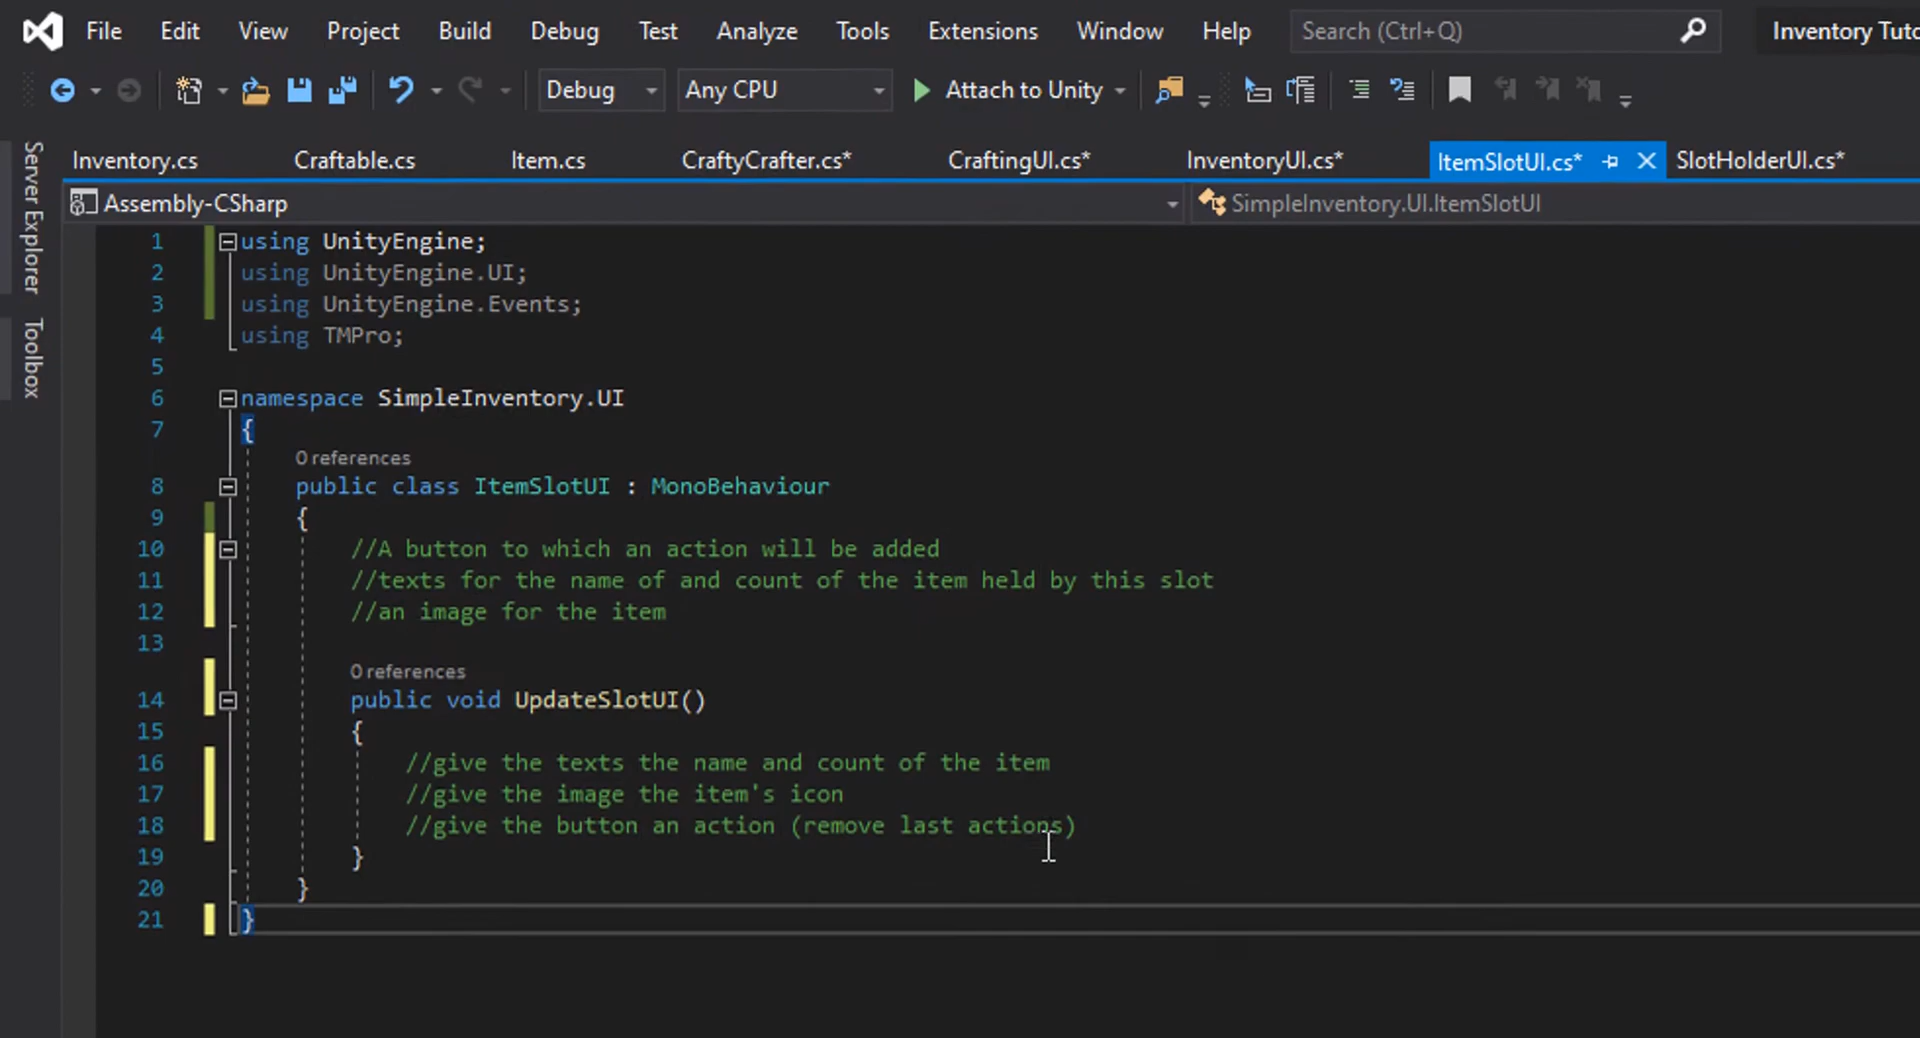 File Edit View Project Build Debug Test Analyze Tools Extensions Window Help Search (Ctrl+Q) Inventory Tuto
Debug Any CPU Attach to Unity
Server Explorer
Toolbox
Inventory.cs Craftable.cs Item.cs CraftyCrafter.cs* CraftingUI.cs* InventoryUI.cs* ItemSlotUI.cs* SlotHolderUI.cs*
Assembly-CSharp SimpleInventory.UI.ItemSlotUI
1 using UnityEngine;
2 using UnityEngine.UI;
3 using UnityEngine.Events;
4 using TMPro;
5
6 namespace SimpleInventory.UI
7 {
0 references
8 public class ItemSlotUI : MonoBehaviour
9 {
10 //A button to which an action will be added
11 //texts for the name of and count of the item held by this slot
12 //an image for the item
13
0 references
14 public void UpdateSlotUI()
15 {
16 //give the texts the name and count of the item
17 //give the image the item's icon
18 //give the button an action (remove last actions)
19 }
20 }
21 }